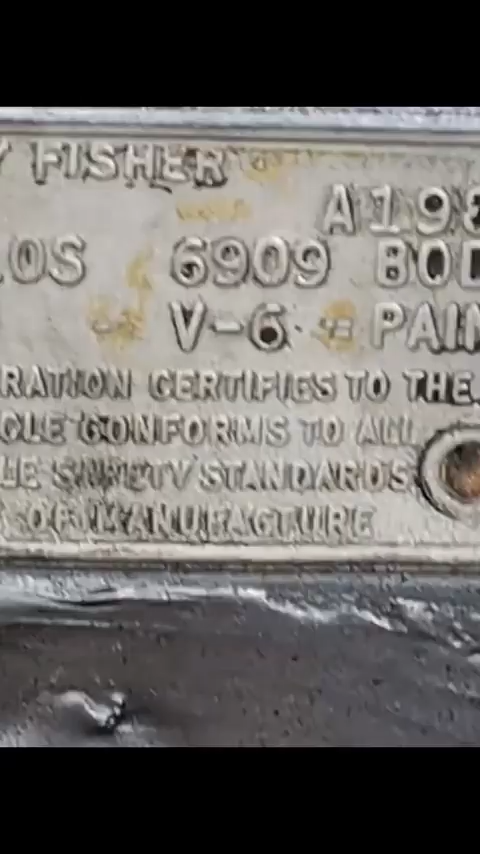 Y FISHER
A198
LOS 6909 BOD
V-6 PAIN
RATION CERTIFIES TO THE
CLE CONFORMS TO ALL
LE SAFETY STANDARDS
OF MANUFACTURE